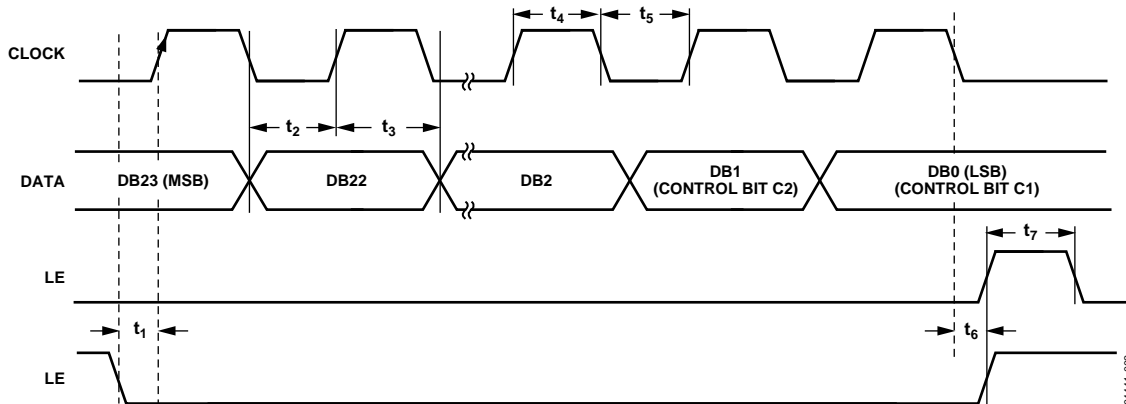 t4 t5
CLOCK
t2 t3
DATA
DB23 (MSB) DB22 DB2 DB1
(CONTROL BIT C2) DB0 (LSB)
(CONTROL BIT C1)
t7
LE
t1 t6
LE